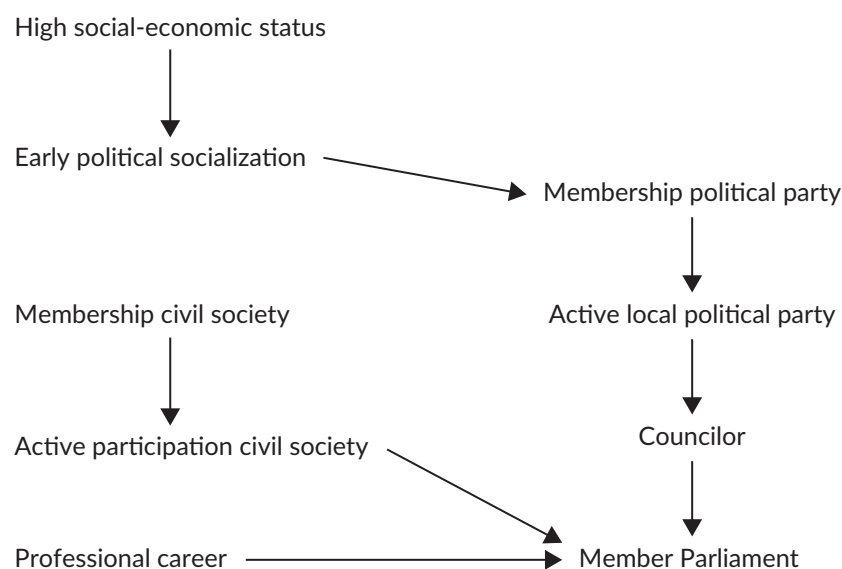 High social-economic status
Early political socialization
Membership political party
Membership civil society
Active local political party
Active participation civil society
Councilor
Professional career
Member Parliament